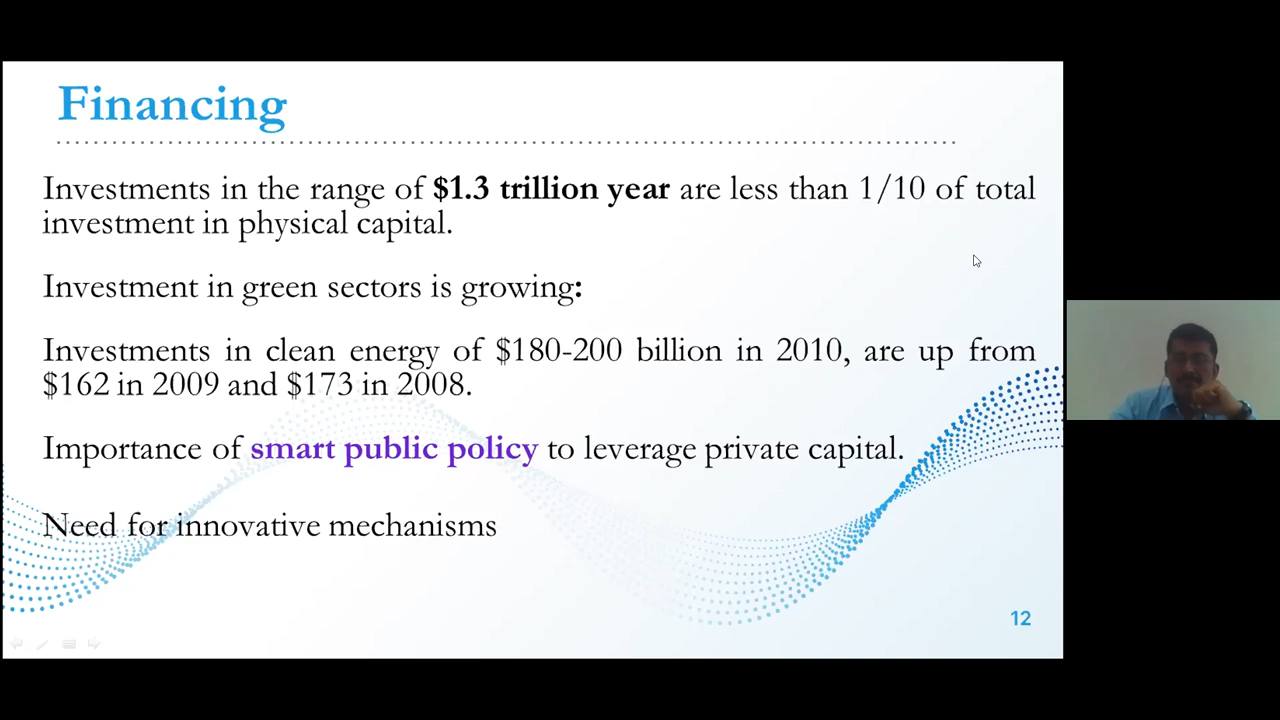 Financing
Investments in the range of $1.3 trillion year are less than 1/10 of total
investment in physical capital.
Investment in green sectors is growing:
Investments in clean energy of $180-200 billion in 2010, are up from
$162 in 2009 and $173 in 2008.
Importance of smart public policy to leverage private capital.
Need for innovative mechanisms
12